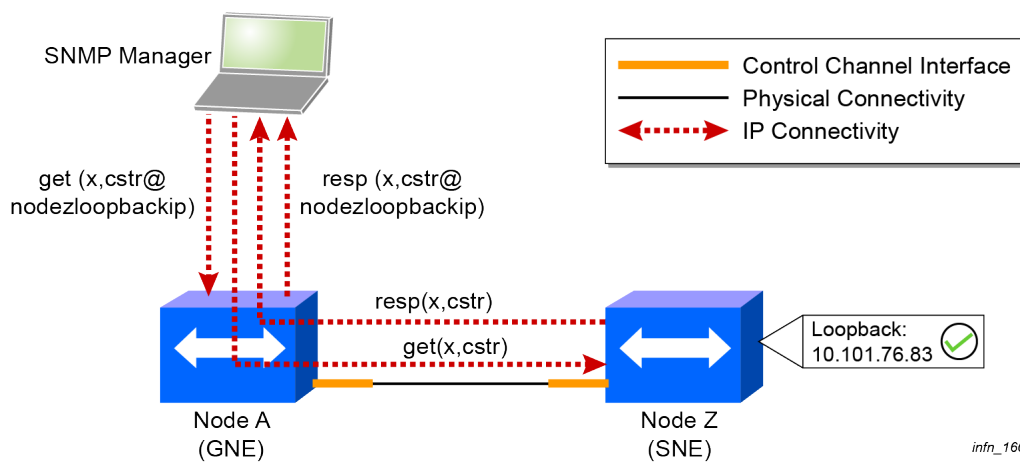 SNMP Manager
Control Channel Interface
Physical Connectivity
IP Connectivity
get (x,cstr@
nodezloopbackip)
resp (x,cstr@
nodezloopbackip)
resp(x,cstr)
get(x,cstr)
Loopback:
10.101.76.83
Node A
(GNE)
Node Z
(SNE)